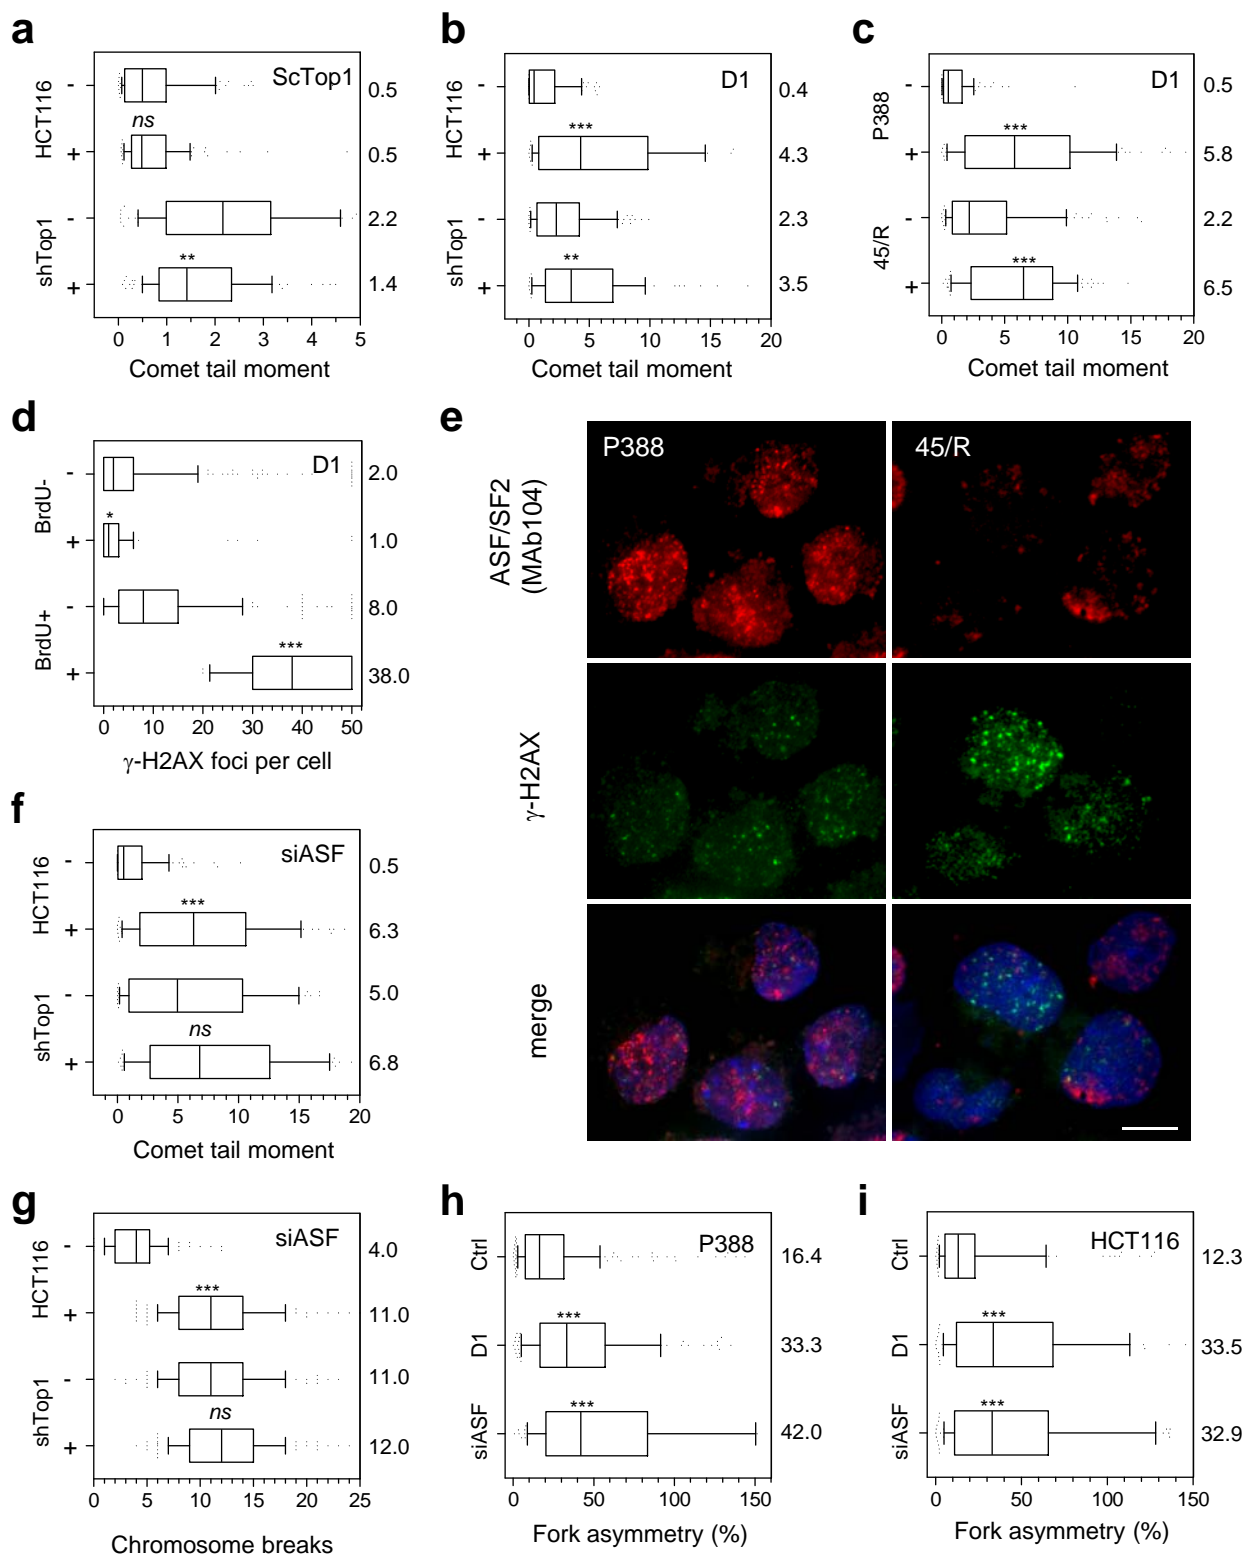 a
ScTop1
HCT116
shTop1
-
+
-
+
ns
**
0.5
0.5
2.2
1.4
0 1 2 3 4 5
Comet tail moment
b
D1
HCT116
shTop1
-
+
-
+
***
**
0.4
4.3
2.3
3.5
0 5 10 15 20
Comet tail moment
c
D1
P388
45/R
-
+
-
+
***
***
0.5
5.8
2.2
6.5
0 5 10 15 20
Comet tail moment
d
D1
BrdU-
BrdU+
-
+
-
+
*
***
2.0
1.0
8.0
38.0
0 10 20 30 40 50
γ-H2AX foci per cell
e
P388
45/R
ASF/SF2
(MAb104)
γ-H2AX
merge
f
siASF
HCT116
shTop1
-
+
-
+
***
ns
0.5
6.3
5.0
6.8
0 5 10 15 20
Comet tail moment
g
siASF
HCT116
shTop1
-
+
-
+
***
ns
4.0
11.0
11.0
12.0
0 5 10 15 20 25
Chromosome breaks
h
P388
Ctrl
D1
siASF
***
***
16.4
33.3
42.0
0 50 100 150
Fork asymmetry (%)
i
HCT116
Ctrl
D1
siASF
***
***
12.3
33.5
32.9
0 50 100 150
Fork asymmetry (%)